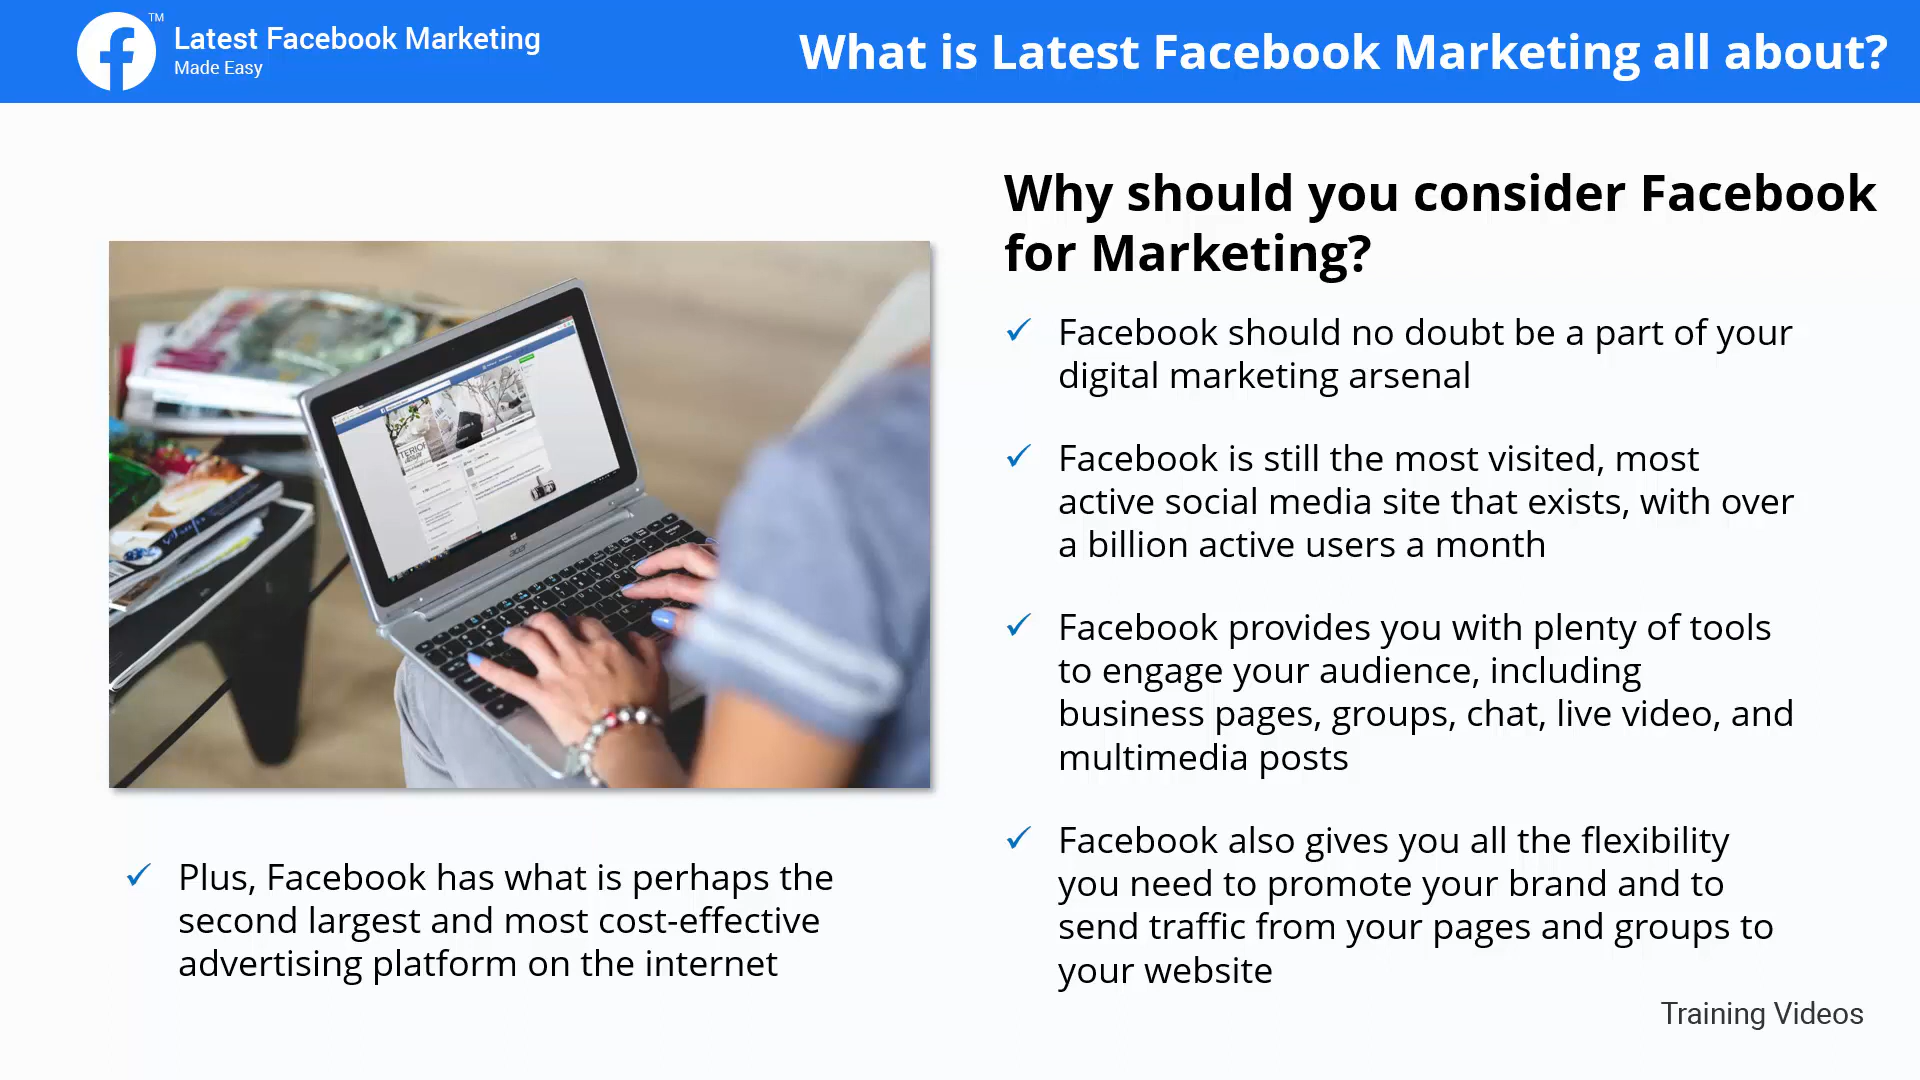 Latest Facebook Marketing
TM
Made Easy
What is Latest Facebook Marketing all about?
Why should you consider Facebook
for Marketing?
✓ Facebook should no doubt be a part of your
digital marketing arsenal
✓ Facebook is still the most visited, most
active social media site that exists, with over
a billion active users a month
✓ Facebook provides you with plenty of tools
to engage your audience, including
business pages, groups, chat, live video, and
multimedia posts
✓ Facebook also gives you all the flexibility
you need to promote your brand and to
send traffic from your pages and groups to
your website
acer
✓ Plus, Facebook has what is perhaps the
second largest and most cost-effective
advertising platform on the internet
Training Videos